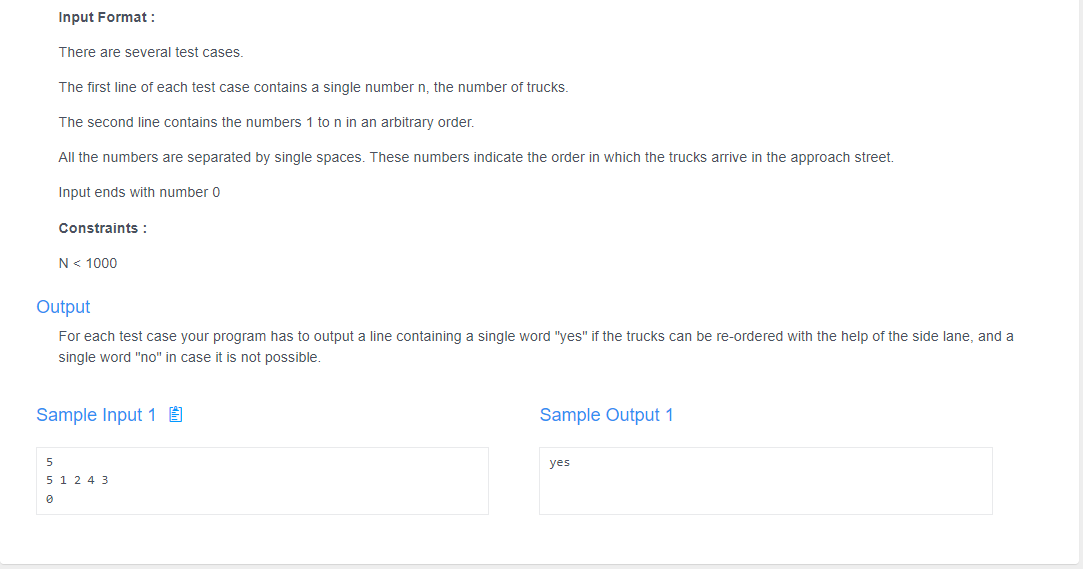 Input Format :
There are several test cases.
The first line of each test case contains a single number n, the number of trucks.
The second line contains the numbers 1 to n in an arbitrary order.
All the numbers are separated by single spaces. These numbers indicate the order in which the trucks arrive in the approach street.
Input ends with number 0
Constraints :
N < 1000
Output
For each test case your program has to output a line containing a single word "yes" if the trucks can be re-ordered with the help of the side lane, and a
single word "no" in case it is not possible.
Sample Input 1
5
5 1 2 4 3
0
Sample Output 1
yes